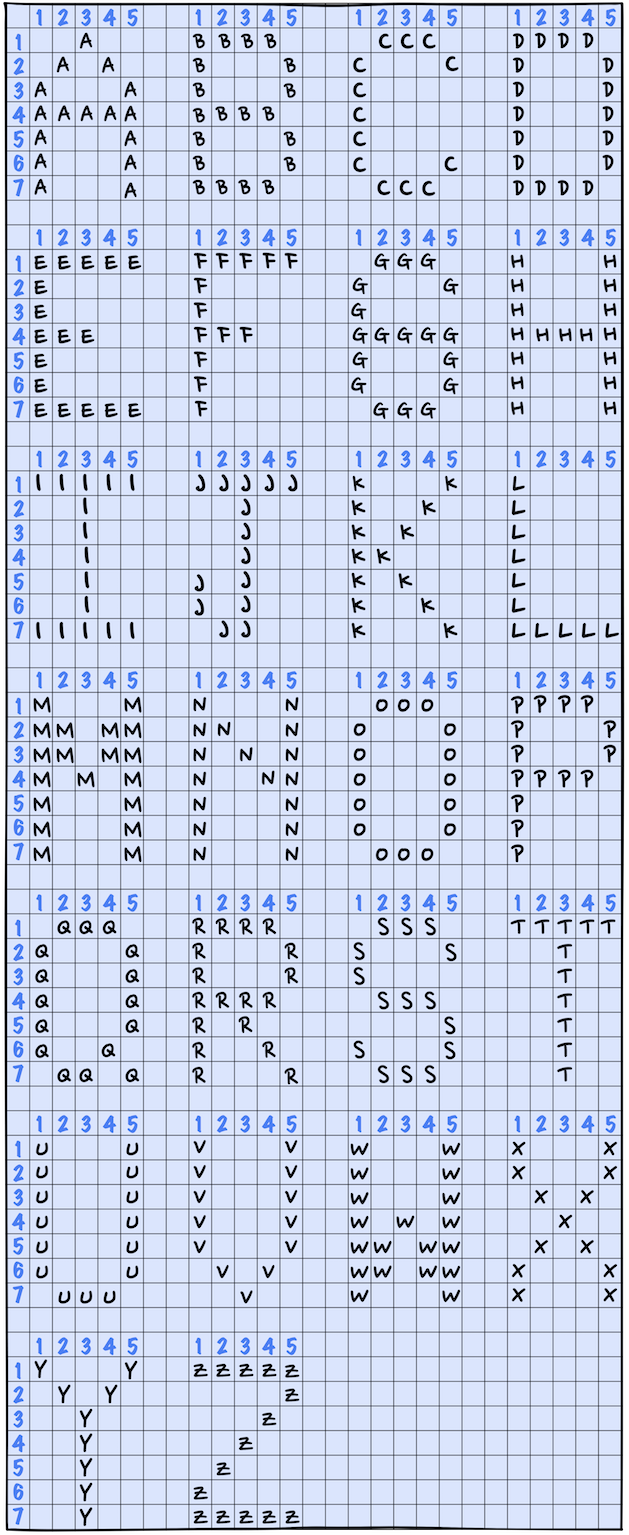 1 2 3 4 5 1 2 3 4 5 1 2 3 4 5 1 2 3 4 5
1 A B B B B C C C D D D D
2 A A B B C C D D
3 A A B B C D D
4 A A A A A B B B B C D D
5 A A B B C D D
6 A A B B C C D D
7 A A B B B B C C C D D D D
1 2 3 4 5 1 2 3 4 5 1 2 3 4 5 1 2 3 4 5
1 E E E E E F F F F F G G G H H
2 E F G G H H
3 E F G H H
4 E E E F F F G G G G G H H H H H
5 E F G G H H
6 E F G G H H
7 E E E E E F G G G H H
1 2 3 4 5 1 2 3 4 5 1 2 3 4 5 1 2 3 4 5
1 I I I I I J J J J J K K L
2 I J K K L
3 I J K K L
4 I J K K L
5 I J J K K L
6 I J J K K L
7 I I I I I J J K K L L L L L
1 2 3 4 5 1 2 3 4 5 1 2 3 4 5 1 2 3 4 5
1 M M N N O O O P P P P
2 M M M M N N N O O P P
3 M M M M N N N O O P P
4 M M M N N N O O P P P P
5 M M N N O O P
6 M M N N O O P
7 M M N N O O O P
1 2 3 4 5 1 2 3 4 5 1 2 3 4 5 1 2 3 4 5
1 Q Q Q R R R R S S S T T T T T
2 Q Q R R S S T
3 Q Q R R S T
4 Q Q R R R R S S S T
5 Q Q R R S T
6 Q Q R R S S T
7 Q Q Q R R S S S T
1 2 3 4 5 1 2 3 4 5 1 2 3 4 5 1 2 3 4 5
1 U U V V W W X X
2 U U V V W W X X
3 U U V V W W X X
4 U U V V W W W X
5 U U V V W W W W X X
6 U U V V W W W W X X
7 U U U V W W X X
1 2 3 4 5 1 2 3 4 5
1 Y Y Z Z Z Z Z
2 Y Y Z
3 Y Z
4 Y Z
5 Y Z
6 Y Z
7 Y Z Z Z Z Z